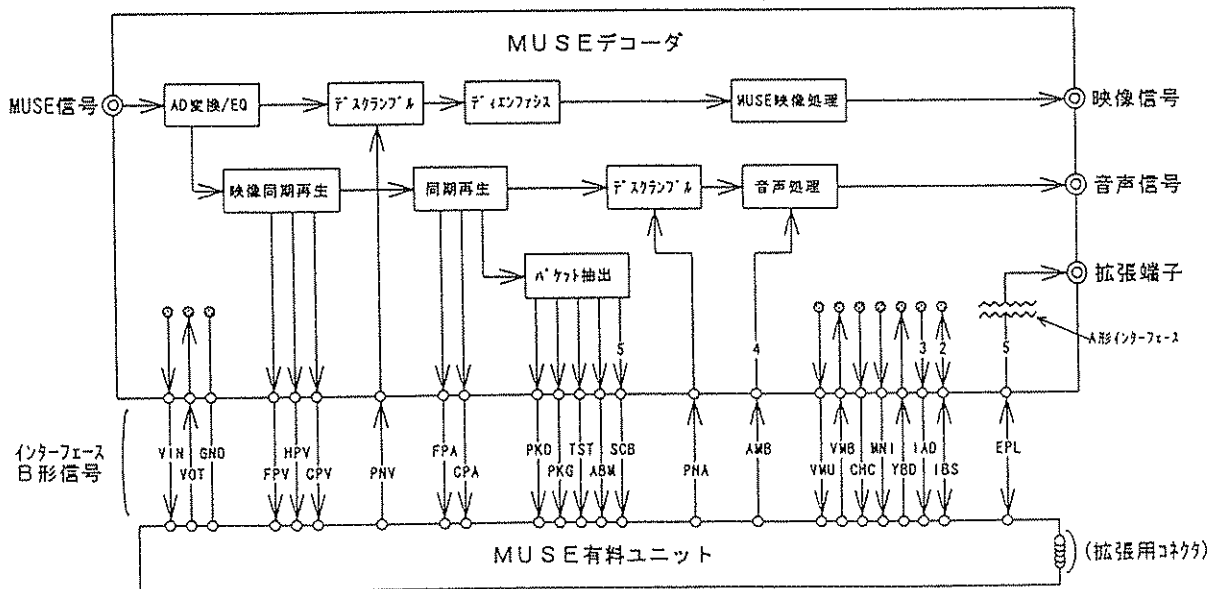 MUSEデコーダ
MUSE信号
AD変換/EQ
デスクランブル
ディエンファシス
MUSE映像処理
映像信号
映像同期再生
同期再生
デスクランブル
音声処理
音声信号
パケット抽出
拡張端子
A形インターフェース
5
4
3
2
5
インターフェース
B形信号
VIN
VOT
GND
FPV
HPV
CPV
PNV
FPA
CPA
PKD
PKG
TST
ABM
SCB
PNA
AMB
VMU
VMB
CHC
MNI
YBD
IAD
IBS
EPL
MUSE有料ユニット
(拡張用コネクタ)